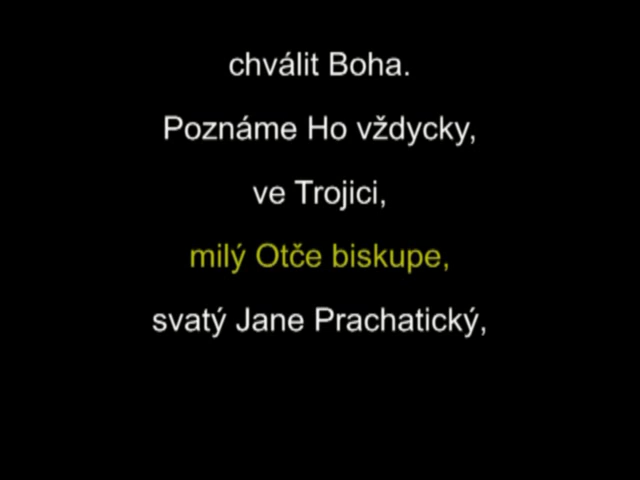 chválit Boha.
Poznáme Ho vždycky,
ve Trojici,
milý Otče biskupe,
svatý Jane Prachatický,